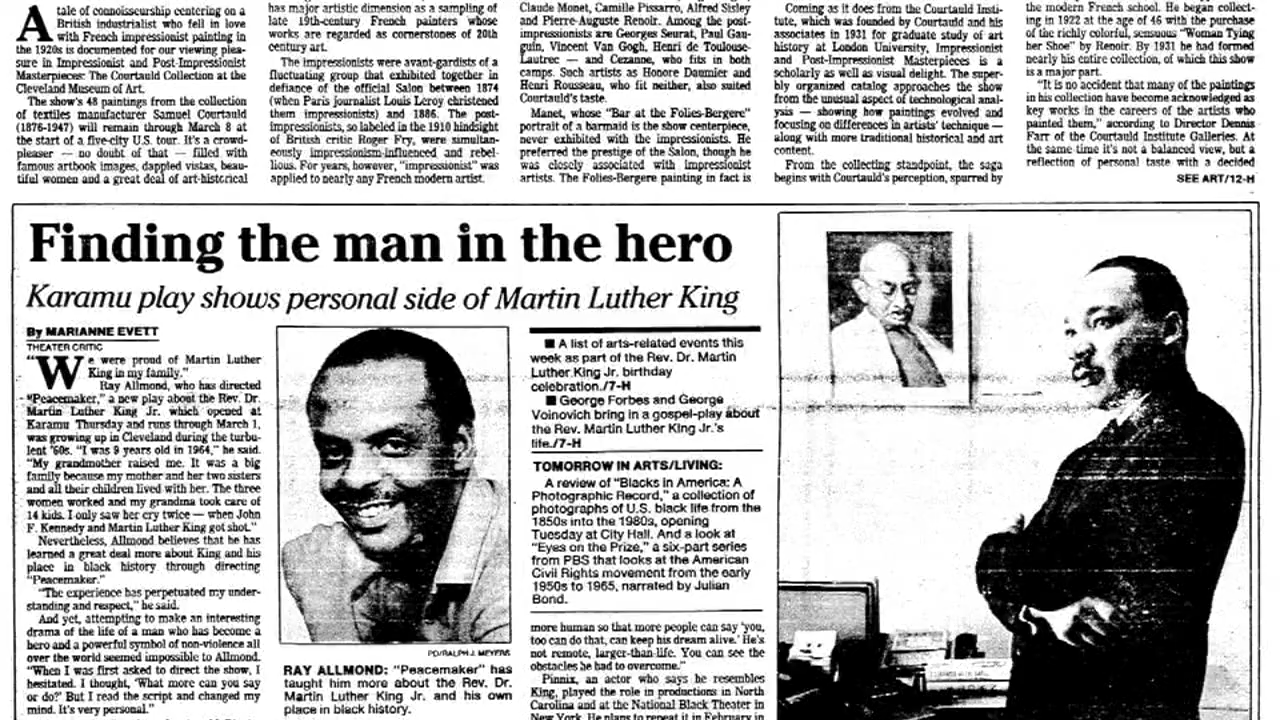 A tale of connoisseurship centering on a
British industrialist who fell in love
with French impressionist painting in
the 1920s is documented for our viewing plea-
sure in Impressionist and Post-Impressionist
Masterpieces: The Courtauld Collection at the
Cleveland Museum of Art.
The show's 48 paintings from the collection
of textiles manufacturer Samuel Courtauld
(1876-1947) will remain through March 8 at
the start of a five-city U.S. tour. It's a crowd-
pleaser — no doubt of that — filled with
famous artbook images, dappled vistas, beau-
tiful women and a great deal of art-historical
has major artistic dimension as a sampling of
late 19th-century French painters whose
works are regarded as cornerstones of 20th
century art.
The impressionists were avant-gardists of a
fluctuating group that exhibited together in
defiance of the official Salon between 1874
(when Paris journalist Louis Leroy christened
them impressionists) and 1886. The post-
impressionists, so labeled in the 1910 hindsight
of British critic Roger Fry, were simultan-
eously impressionism-influenced and rebel-
lious. For years, however, "impressionist" was
applied to nearly any French modern artist.
Claude Monet, Camille Pissarro, Alfred Sisley
and Pierre-Auguste Renoir. Among the post-
impressionists are Georges Seurat, Paul Gau-
guin, Vincent Van Gogh, Henri de Toulouse-
Lautrec — and Cezanne, who fits in both
camps. Such artists as Honore Daumier and
Henri Rousseau, who fit neither, also suited
Courtauld's taste.
Manet, whose "Bar at the Folies-Bergere"
portrait of a barmaid is the show centerpiece,
never exhibited with the impressionists. He
preferred the prestige of the Salon, though he
was closely associated with impressionist
artists. The Folies-Bergere painting in fact is
Coming as it does from the Courtauld Insti-
tute, which was founded by Courtauld and his
associates in 1931 for graduate study of art
history at London University, Impressionist
and Post-Impressionist Masterpieces is a
scholarly as well as visual delight. The super-
bly organized catalog approaches the show
from the unusual aspect of technological anal-
ysis — showing how paintings evolved and
focusing on differences in artists' technique —
along with more traditional historical and art
content.
From the collecting standpoint, the saga
begins with Courtauld's perception, spurred by
the modern French school. He began collect-
ing in 1922 at the age of 46 with the purchase
of the richly colorful, sensuous "Woman Tying
her Shoe" by Renoir. By 1931 he had formed
nearly his entire collection, of which this show
is a major part.
"It is no accident that many of the paintings
in his collection have become acknowledged as
key works in the careers of the artists who
painted them," according to Director Dennis
Farr of the Courtauld Institute Galleries. At
the same time it's not a balanced view, but a
reflection of personal taste with a decided
SEE ART/12-H
Finding the man in the hero
Karamu play shows personal side of Martin Luther King
By MARIANNE EVETT
THEATER CRITIC
"We were proud of Martin Luther
King in my family."
Ray Allmond, who has directed
"Peacemaker," a new play about the Rev. Dr.
Martin Luther King Jr. which opened at
Karamu Thursday and runs through March 1,
was growing up in Cleveland during the turbu-
lent '60s. "I was 9 years old in 1964," he said.
"My grandmother raised me. It was a big
family because my mother and her two sisters
and all their children lived with her. The three
women worked and my grandma took care of
14 kids. I only saw her cry twice — when John
F. Kennedy and Martin Luther King got shot."
Nevertheless, Allmond believes that he has
learned a great deal more about King and his
place in black history through directing
"Peacemaker."
"The experience has perpetuated my under-
standing and respect," he said.
And yet, attempting to make an interesting
drama of the life of a man who has become a
hero and a powerful symbol of non-violence all
over the world seemed impossible to Allmond.
"When I was first asked to direct the show, I
hesitated. I thought, 'What more can you say
or do?' But I read the script and changed my
mind. It's very personal."
PD/RALPH J. MEYERS
RAY ALLMOND: "Peacemaker" has
taught him more about the Rev. Dr.
Martin Luther King Jr. and his own
place in black history.
■ A list of arts-related events this
week as part of the Rev. Dr. Martin
Luther King Jr. birthday
celebration./7-H
■ George Forbes and George
Voinovich bring in a gospel-play about
the Rev. Martin Luther King Jr.'s
life./7-H
TOMORROW IN ARTS/LIVING:
A review of "Blacks in America: A
Photographic Record," a collection of
photographs of U.S. black life from the
1850s into the 1980s, opening
Tuesday at City Hall. And a look at
"Eyes on the Prize," a six-part series
from PBS that looks at the American
Civil Rights movement from the early
1950s to 1965, narrated by Julian
Bond.
more human so that more people can say 'you,
too can do that, can keep his dream alive.' He's
not remote, larger-than-life. You can see the
obstacles he had to overcome."
Pinnix, an actor who says he resembles
King, played the role in productions in North
Carolina and at the National Black Theater in
New York. He plans to repeat it in February in